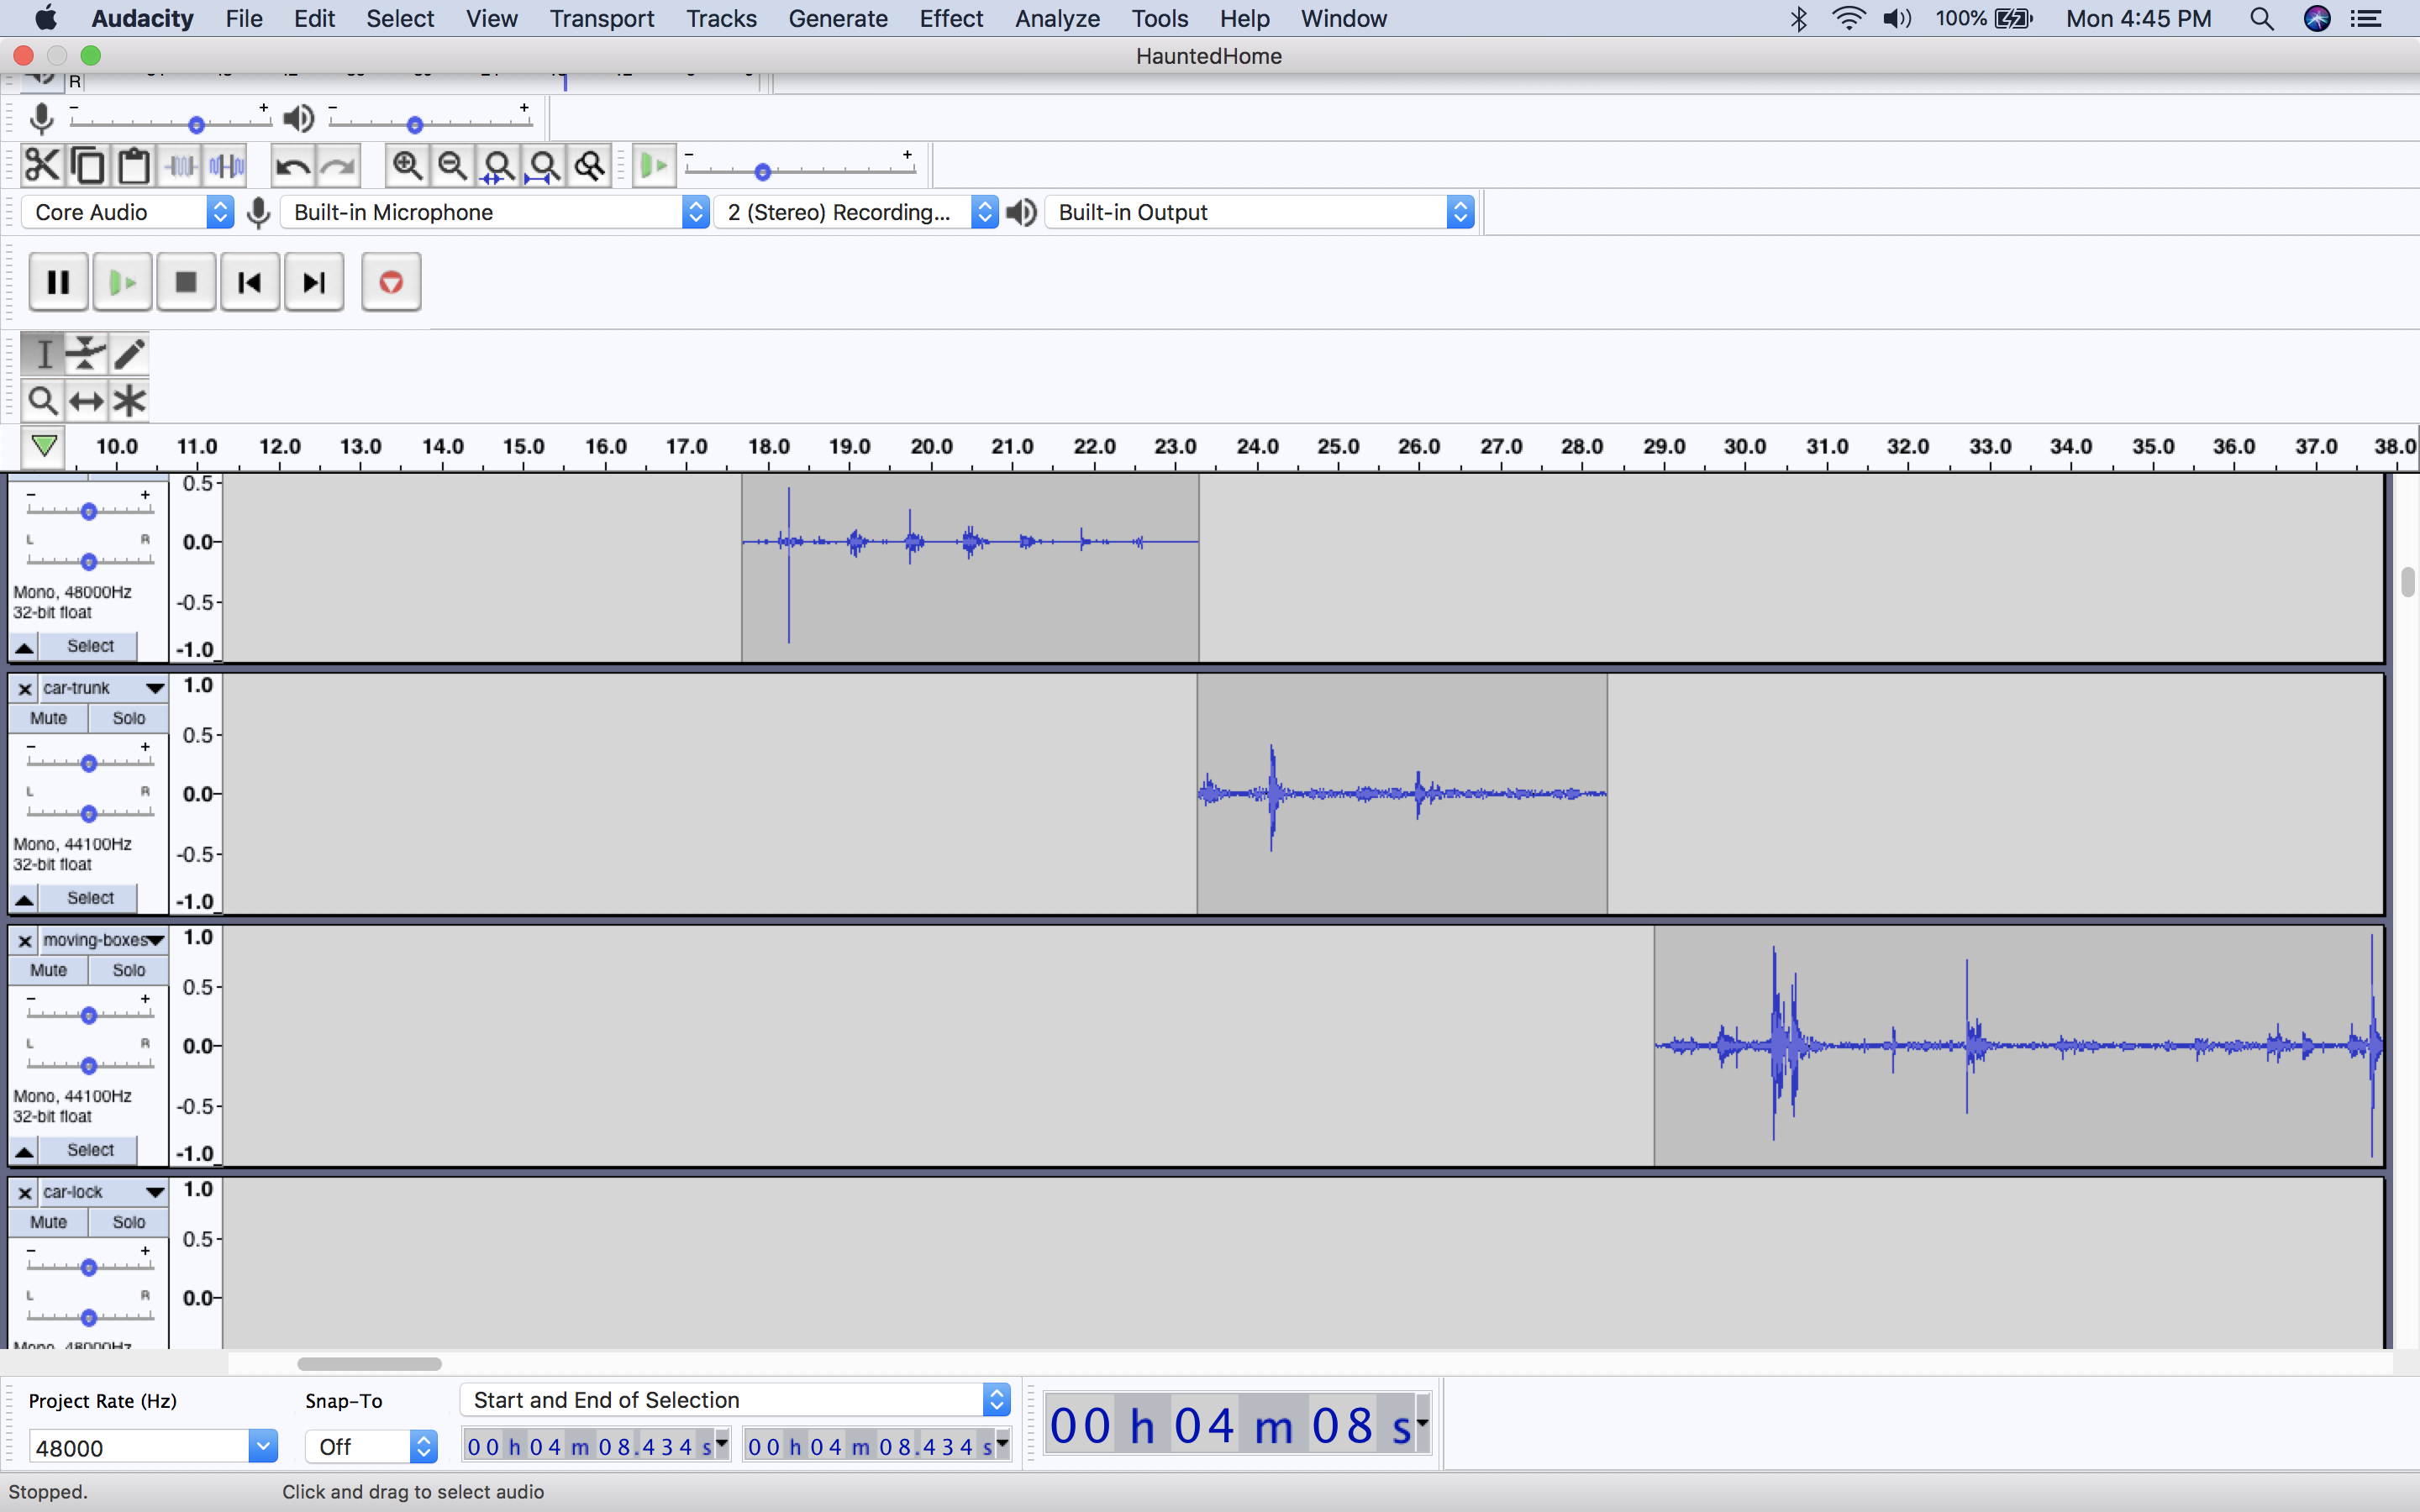 Audacity File Edit Select View Transport Tracks Generate Effect Analyze Tools Help Window 100% Mon 4:45 PM
HauntedHome
R
- + - +
- +
Core Audio Built-in Microphone 2 (Stereo) Recording... Built-in Output
10.0 11.0 12.0 13.0 14.0 15.0 16.0 17.0 18.0 19.0 20.0 21.0 22.0 23.0 24.0 25.0 26.0 27.0 28.0 29.0 30.0 31.0 32.0 33.0 34.0 35.0 36.0 37.0 38.0
0.5
- +
L R
0.0
Mono, 48000Hz
32-bit float
-0.5
Select
-1.0
car-trunk
1.0
Mute Solo
0.5
- +
L R
0.0
Mono, 44100Hz
32-bit float
-0.5
Select
-1.0
moving-boxes
1.0
Mute Solo
0.5
- +
L R
0.0
Mono, 44100Hz
32-bit float
-0.5
Select
-1.0
car-lock
1.0
Mute Solo
0.5
- +
L R
0.0
Mono, 48000Hz
Project Rate (Hz) Snap-To Start and End of Selection
48000 Off 00 h 04 m 08.434 s 00 h 04 m 08.434 s 00 h 04 m 08 s
Stopped. Click and drag to select audio